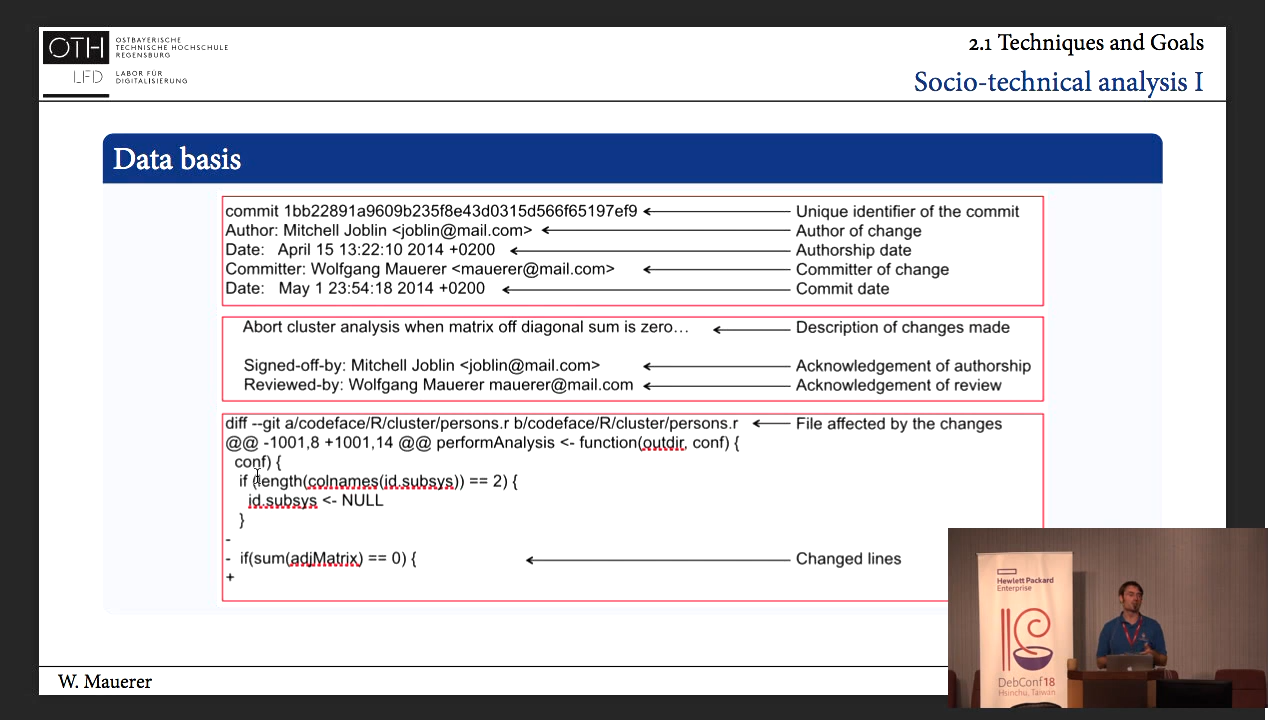 OTH
OSTBAYERISCHE
TECHNISCHE HOCHSCHULE
REGENSBURG
LFD
LABOR FÜR
DIGITALISIERUNG
2.1 Techniques and Goals
Socio-technical analysis I
Data basis
commit 1bb22891a9609b235f8e43d0315d566f65197ef9 Unique identifier of the commit
Author: Mitchell Joblin <joblin@mail.com> Author of change
Date: April 15 13:22:10 2014 +0200 Authorship date
Committer: Wolfgang Mauerer <mauerer@mail.com> Committer of change
Date: May 1 23:54:18 2014 +0200 Commit date
Abort cluster analysis when matrix off diagonal sum is zero… Description of changes made
Signed-off-by: Mitchell Joblin <joblin@mail.com> Acknowledgement of authorship
Reviewed-by: Wolfgang Mauerer mauerer@mail.com Acknowledgement of review
diff --git a/codeface/R/cluster/persons.r b/codeface/R/cluster/persons.r File affected by the changes
@@ -1001,8 +1001,14 @@ performAnalysis <- function(outdir, conf) {
conf) {
if (length(colnames(id.subsys)) == 2) {
id.subsys <- NULL
}
-
- if(sum(adjMatrix) == 0) { Changed lines
+
W. Mauerer
Hewlett Packard
Enterprise
DebConf18
Hsinchu, Taiwan